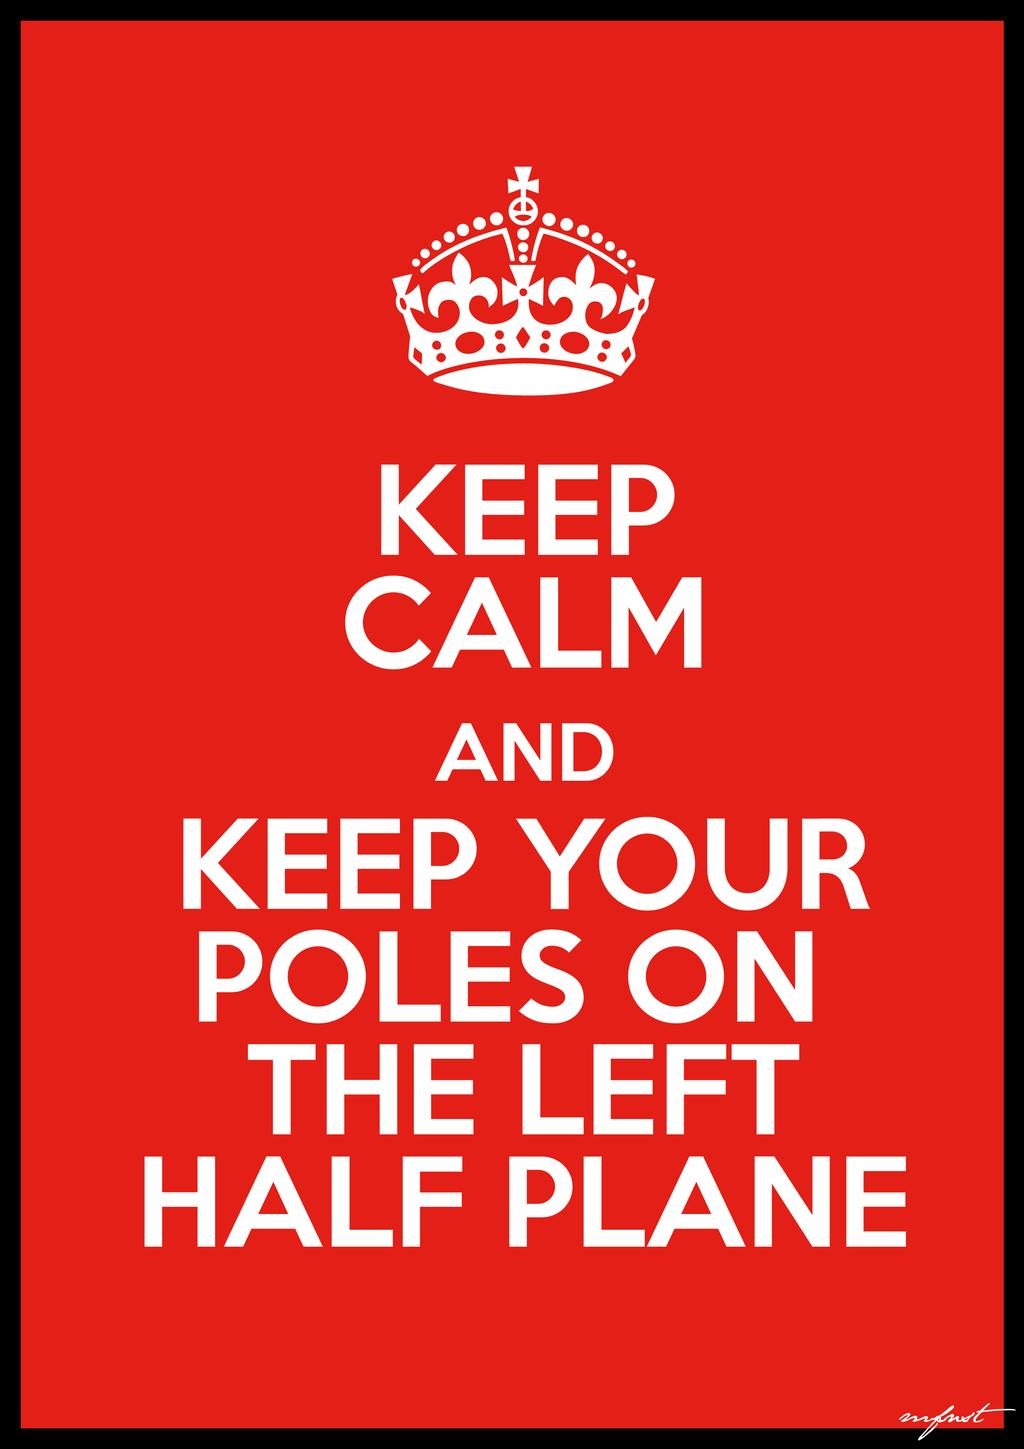 KEEP
CALM
AND
KEEP YOUR
POLES ON
THE LEFT
HALF PLANE